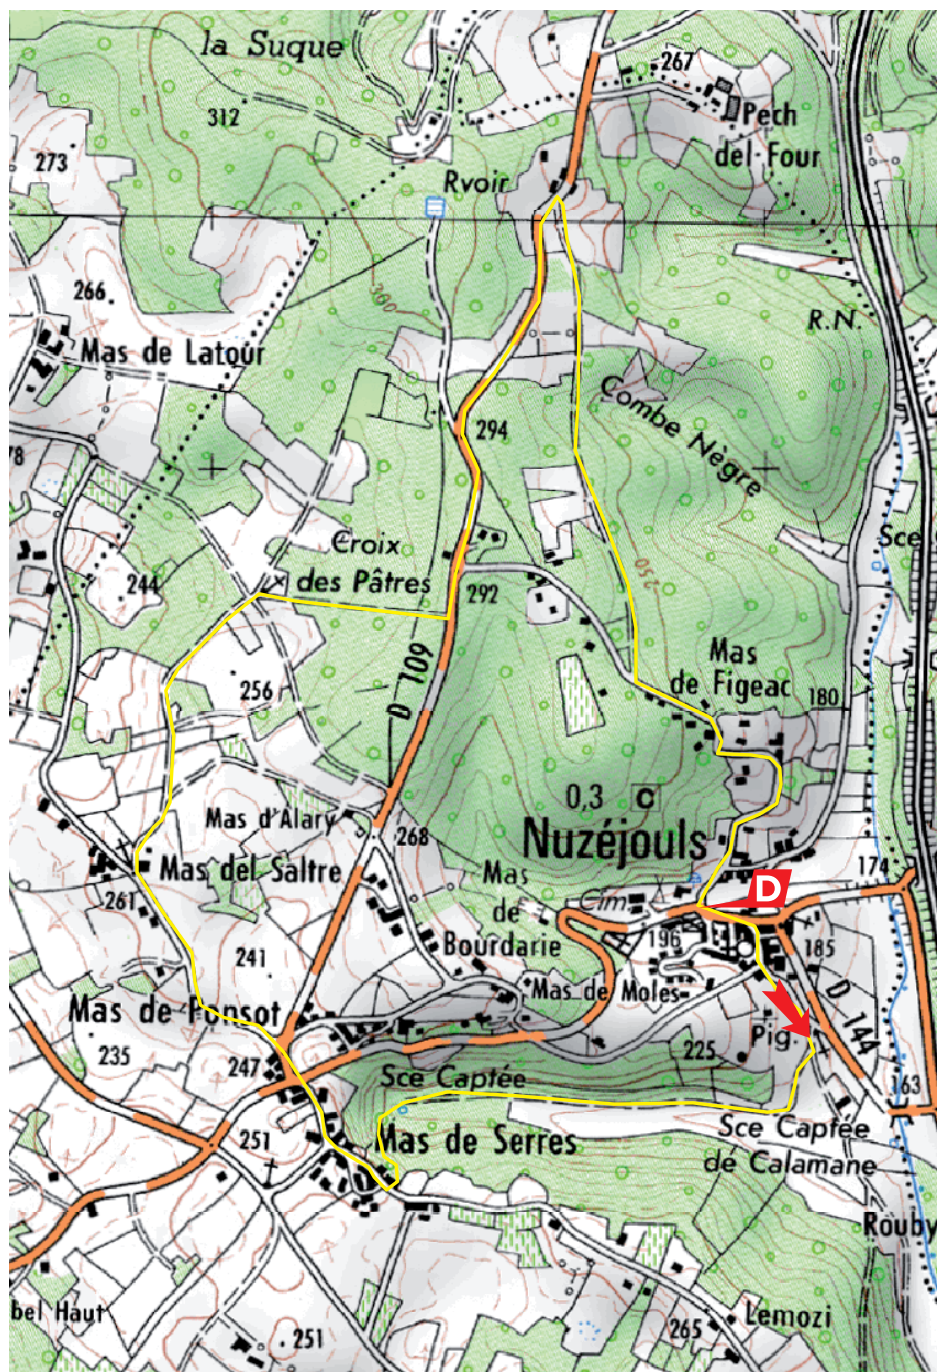 la Suque
267
312
Pech
del Four
273
Rvoir
300
266
R.N.
Mas de Latour
Combe Nègre
294
78
Croix
des Pâtres
Sce
250
244
292
Mas
de Figeac
D 109
256
180
0,3 C
Nuzéjouls
Mas d'Alary
268
Mas del Saltre
Mas
de
Bourdarie
174
D
Cim.
261
196
185
241
Mas de Moles
Mas de Ponsot
D 144
Pig.
235
247
225
Sce Captée
163
251
Mas de Serres
Sce Captée
de Calamane
Rouby
bel Haut
251
265
Lemozi